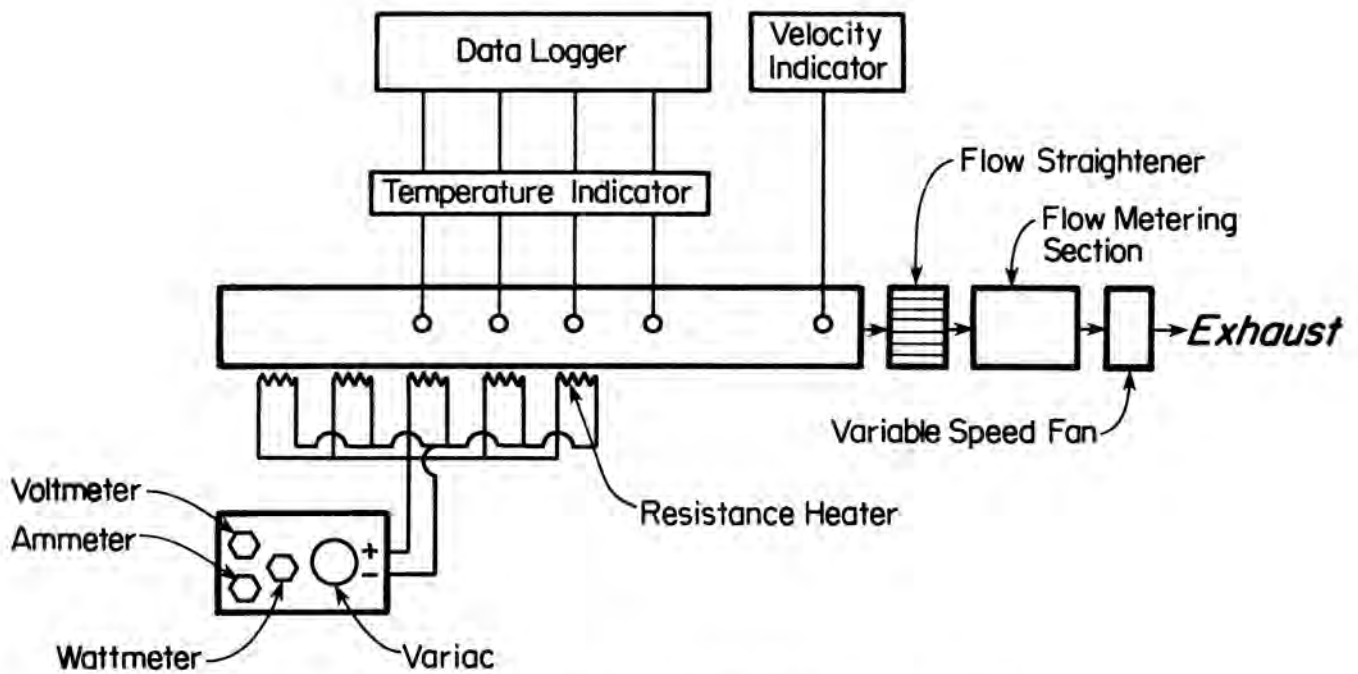 Data Logger
Velocity
Indicator
Temperature Indicator
Flow Straightener
Flow Metering
Section
Exhaust
Variable Speed Fan
Resistance Heater
Voltmeter
Ammeter
+
−
Wattmeter
Variac